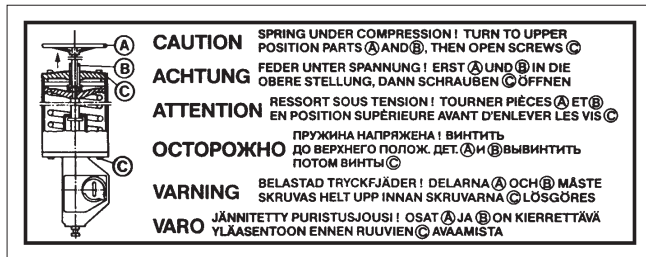 Ⓐ
Ⓑ
Ⓒ
Ⓒ
CAUTION SPRING UNDER COMPRESSION ! TURN TO UPPER
POSITION PARTS Ⓐ AND Ⓑ, THEN OPEN SCREWS Ⓒ
ACHTUNG FEDER UNTER SPANNUNG ! ERST Ⓐ UND Ⓑ IN DIE
OBERE STELLUNG, DANN SCHRAUBEN Ⓒ ÖFFNEN
ATTENTION RESSORT SOUS TENSION ! TOURNER PIÈCES Ⓐ ET Ⓑ
EN POSITION SUPÉRIEURE AVANT D'ENLEVER LES VIS Ⓒ
ОСТОРОЖНО ПРУЖИНА НАПРЯЖЕНА ! ВИНТИТЬ
ДО ВЕРХНЕГО ПОЛОЖ. ДЕТ. Ⓐ И Ⓑ ВЫВИНТИТЬ
ПОТОМ ВИНТЫ Ⓒ
VARNING BELASTAD TRYCKFJÄDER ! DELARNA Ⓐ OCH Ⓑ MÅSTE
SKRUVAS HELT UPP INNAN SKRUVARNA Ⓒ LÖSGÖRES
VARO JÄNNITETTY PURISTUSJOUSI ! OSAT Ⓐ JA Ⓑ ON KIERRETTÄVÄ
YLÄASENTOON ENNEN RUUVIEN Ⓒ AVAAMISTA